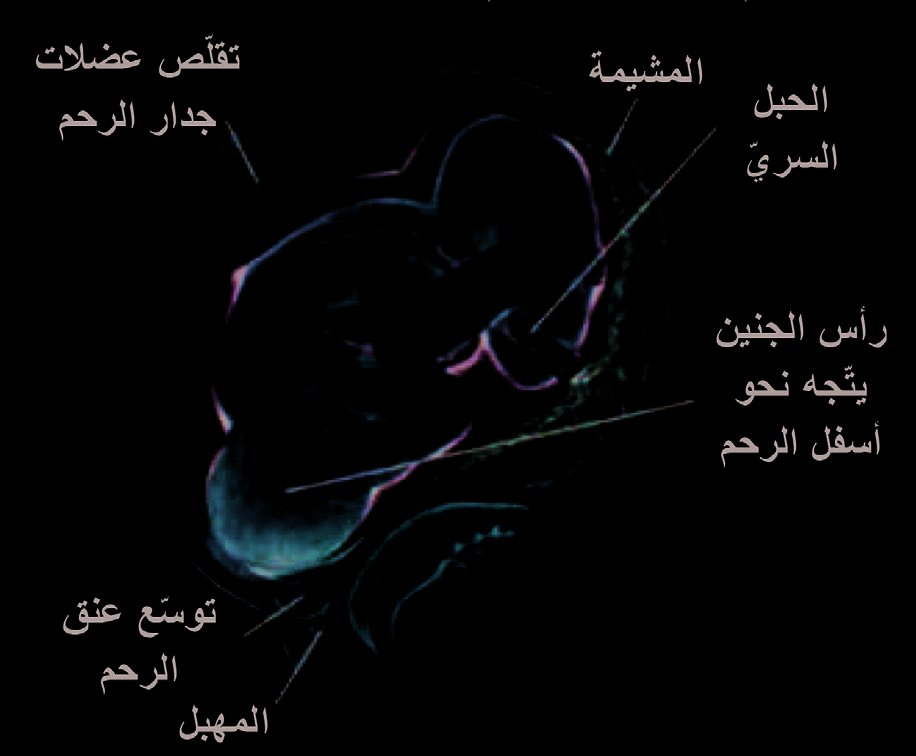 تقلّص عضلات
جدار الرحم
المشيمة
الحبل
السريّ
رأس الجنين
يتّجه نحو
أسفل الرحم
توسّع عنق
الرحم
المهبل